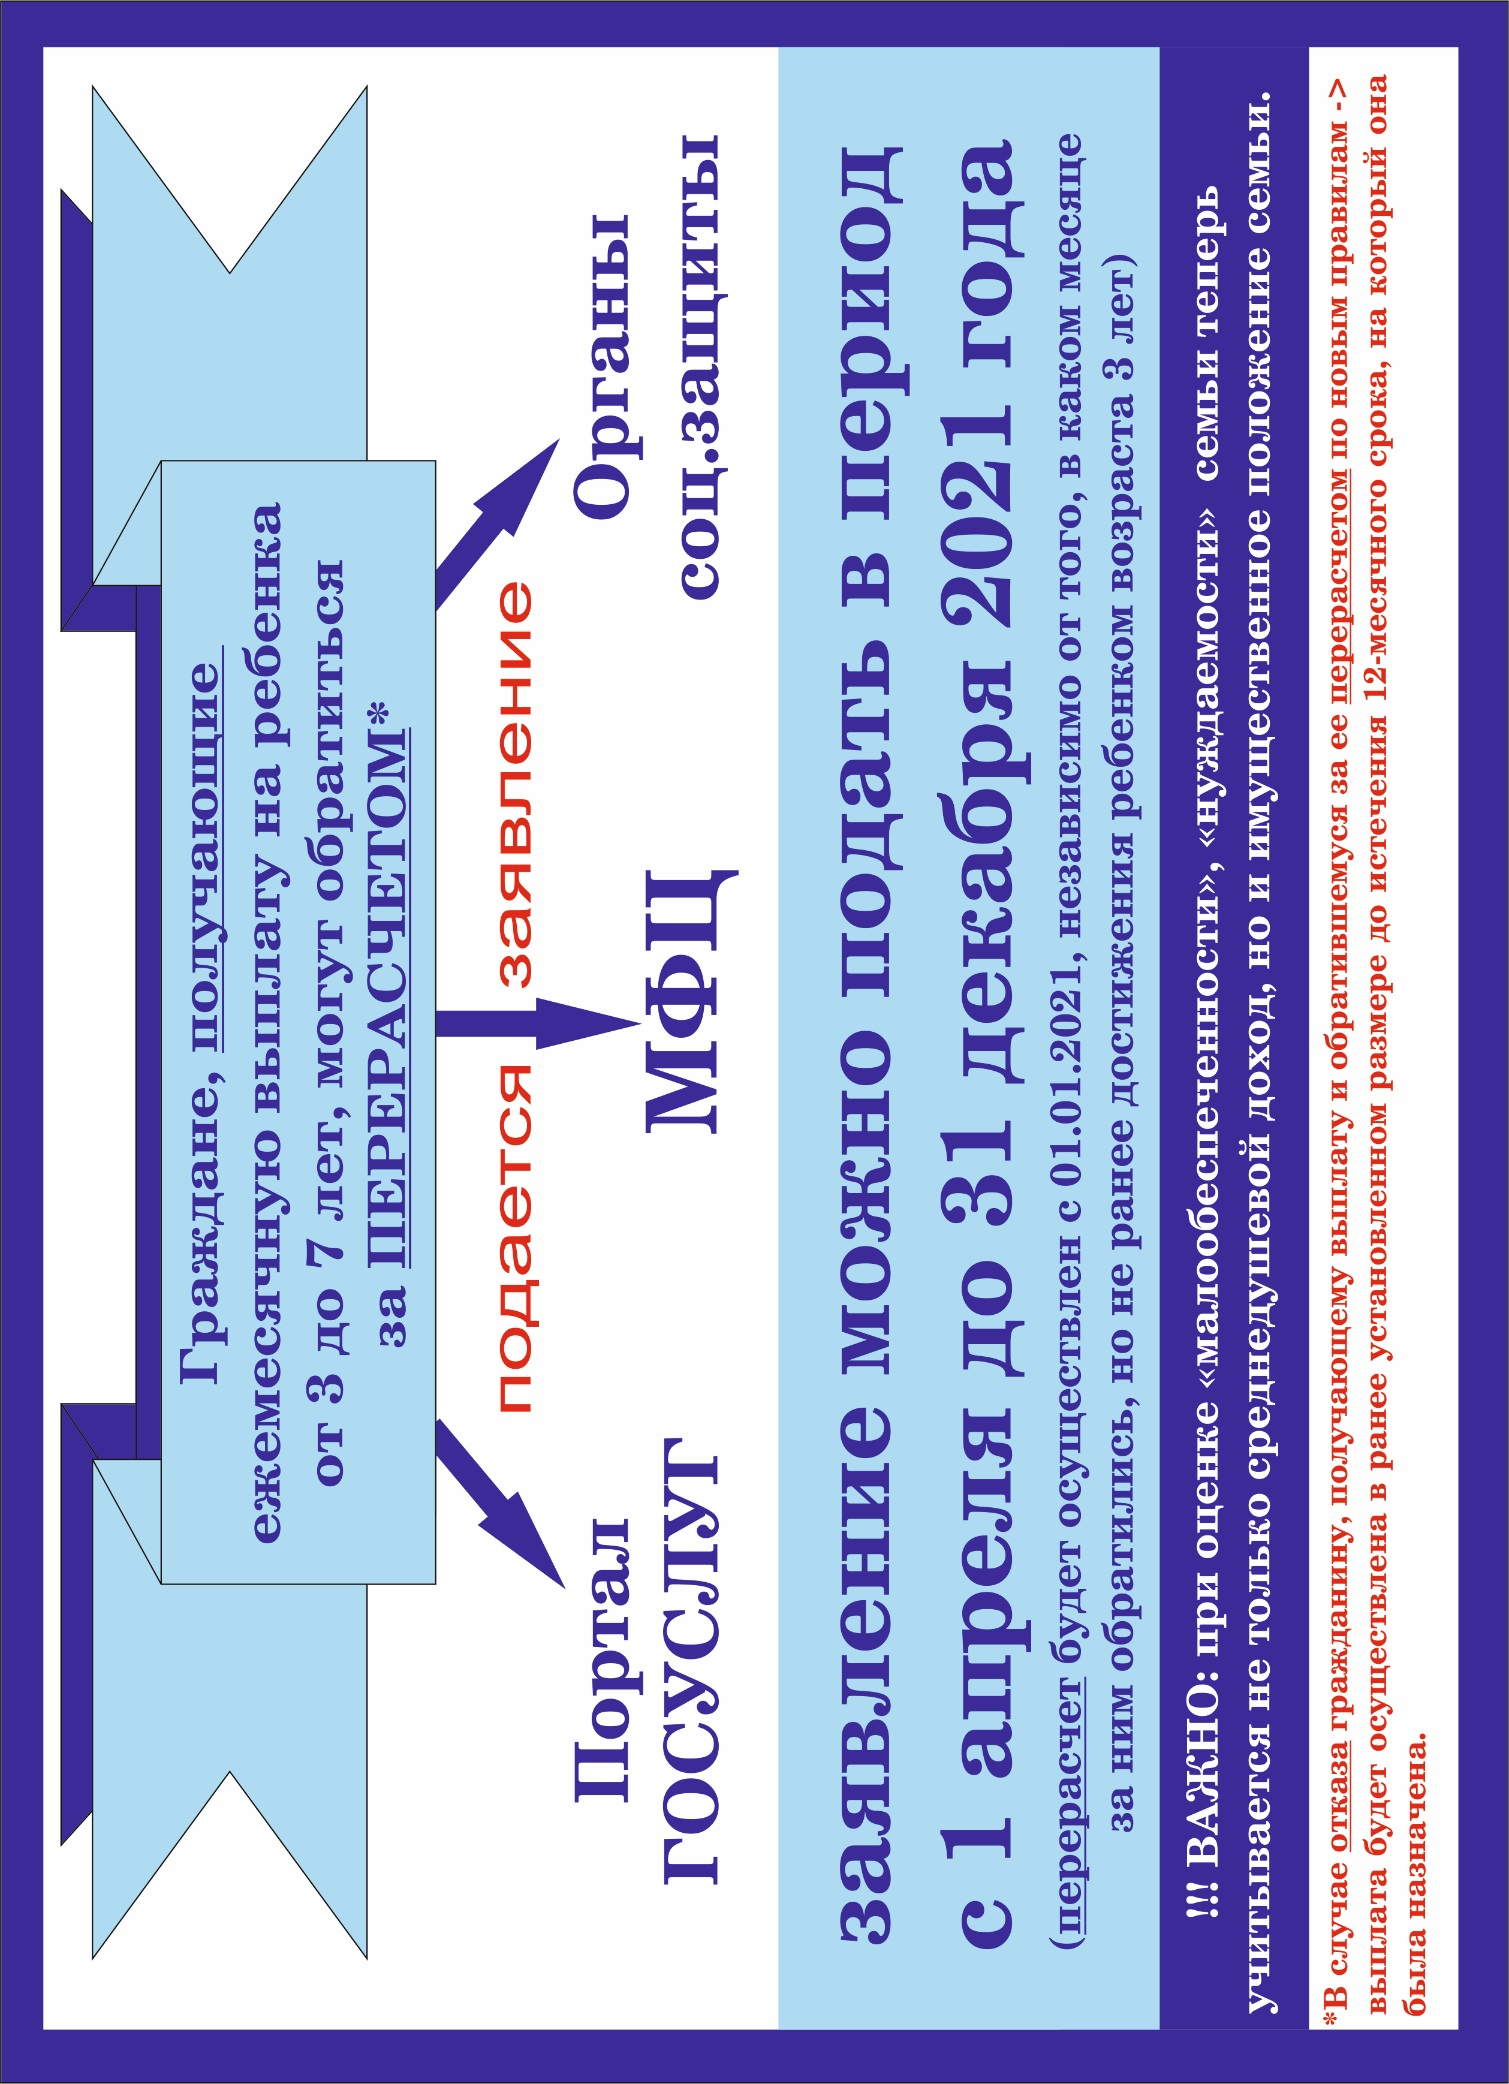 Граждане, получающие
ежемесячную выплату на ребенка
от 3 до 7 лет, могут обратиться
за ПЕРЕРАСЧЕТОМ*
подается заявление
Портал
ГОСУСЛУГ
МФЦ
Органы
соц.защиты
заявление можно подать в период
с 1 апреля до 31 декабря 2021 года
(перерасчет будет осуществлен с 01.01.2021, независимо от того, в каком месяце
за ним обратились, но не ранее достижения ребенком возраста 3 лет)
!!! ВАЖНО: при оценке «малообеспеченности», «нуждаемости» семьи теперь
учитывается не только среднедушевой доход, но и имущественное положение семьи.
*В случае отказа гражданину, получающему выплату и обратившемуся за ее перерасчетом по новым правилам ->
выплата будет осуществлена в ранее установленном размере до истечения 12-месячного срока, на который она
была назначена.